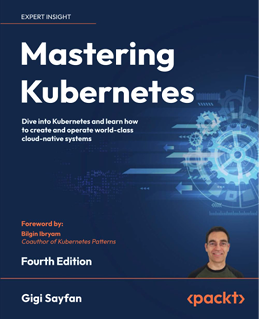 EXPERT INSIGHT
Mastering
Kubernetes
Dive into Kubernetes and learn how
to create and operate world-class
cloud-native systems
Foreword by:
Bilgin Ibryam
Coauthor of Kubernetes Patterns
Fourth Edition
Gigi Sayfan
<packt>